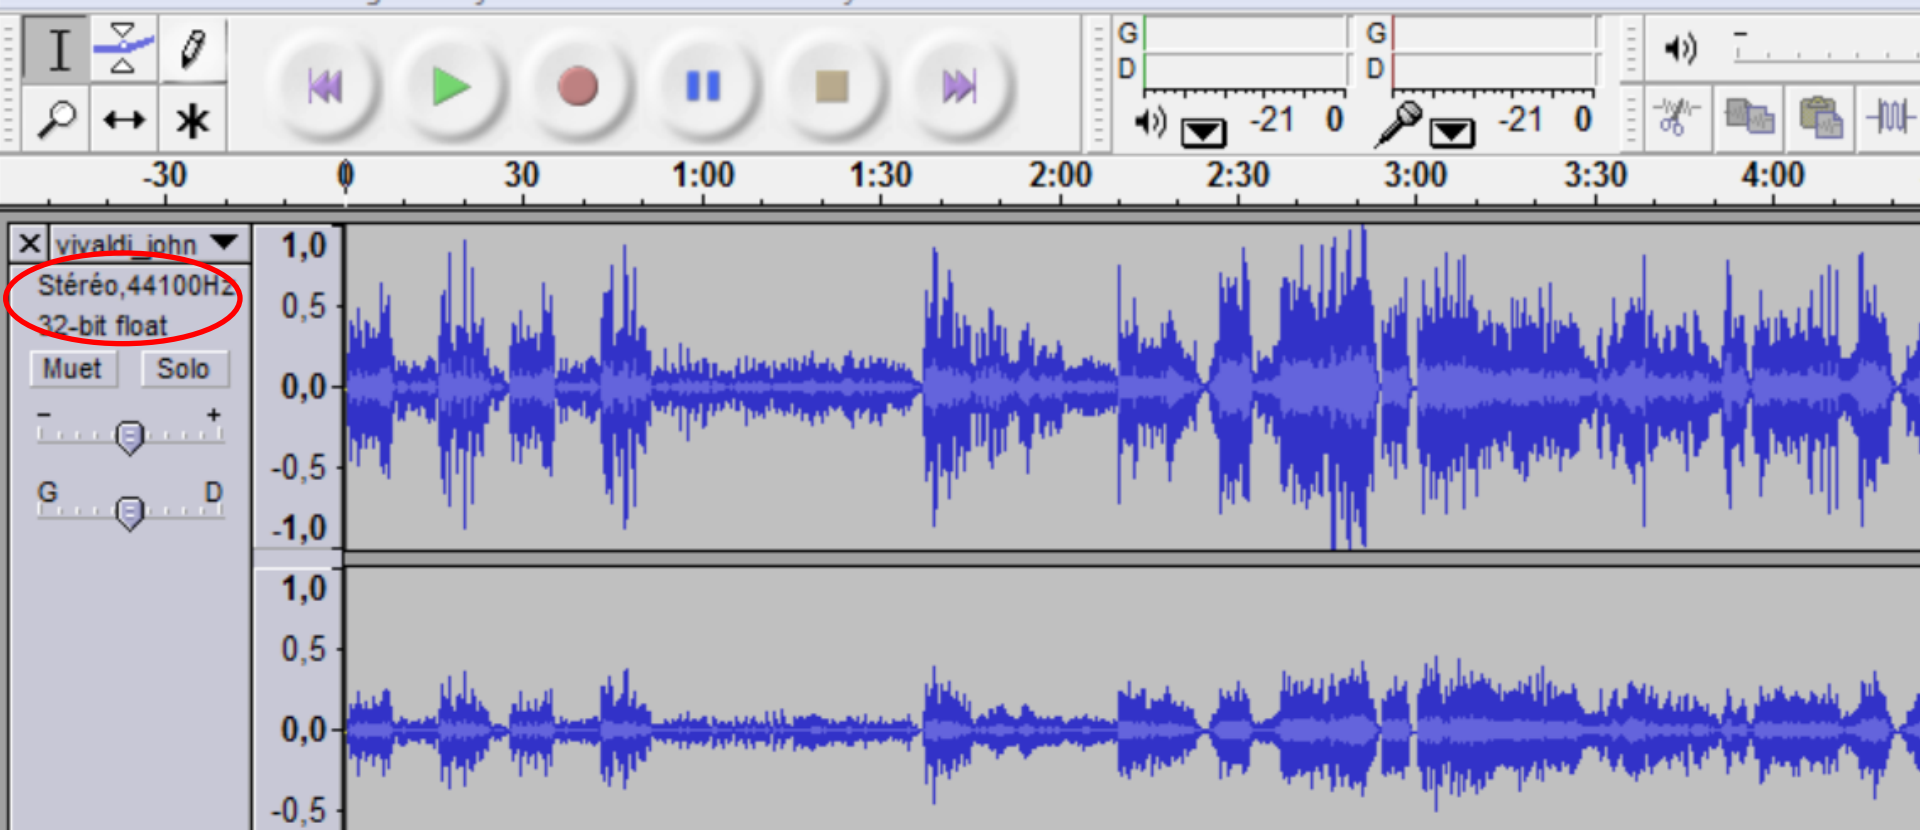 G
D
-21 0
G
D
-21 0
-30 0 30 1:00 1:30 2:00 2:30 3:00 3:30 4:00
X vivaldi_john
Stéréo,44100Hz
32-bit float
Muet Solo
- +
G D
1,0
0,5
0,0
-0,5
-1,0
1,0
0,5
0,0
-0,5